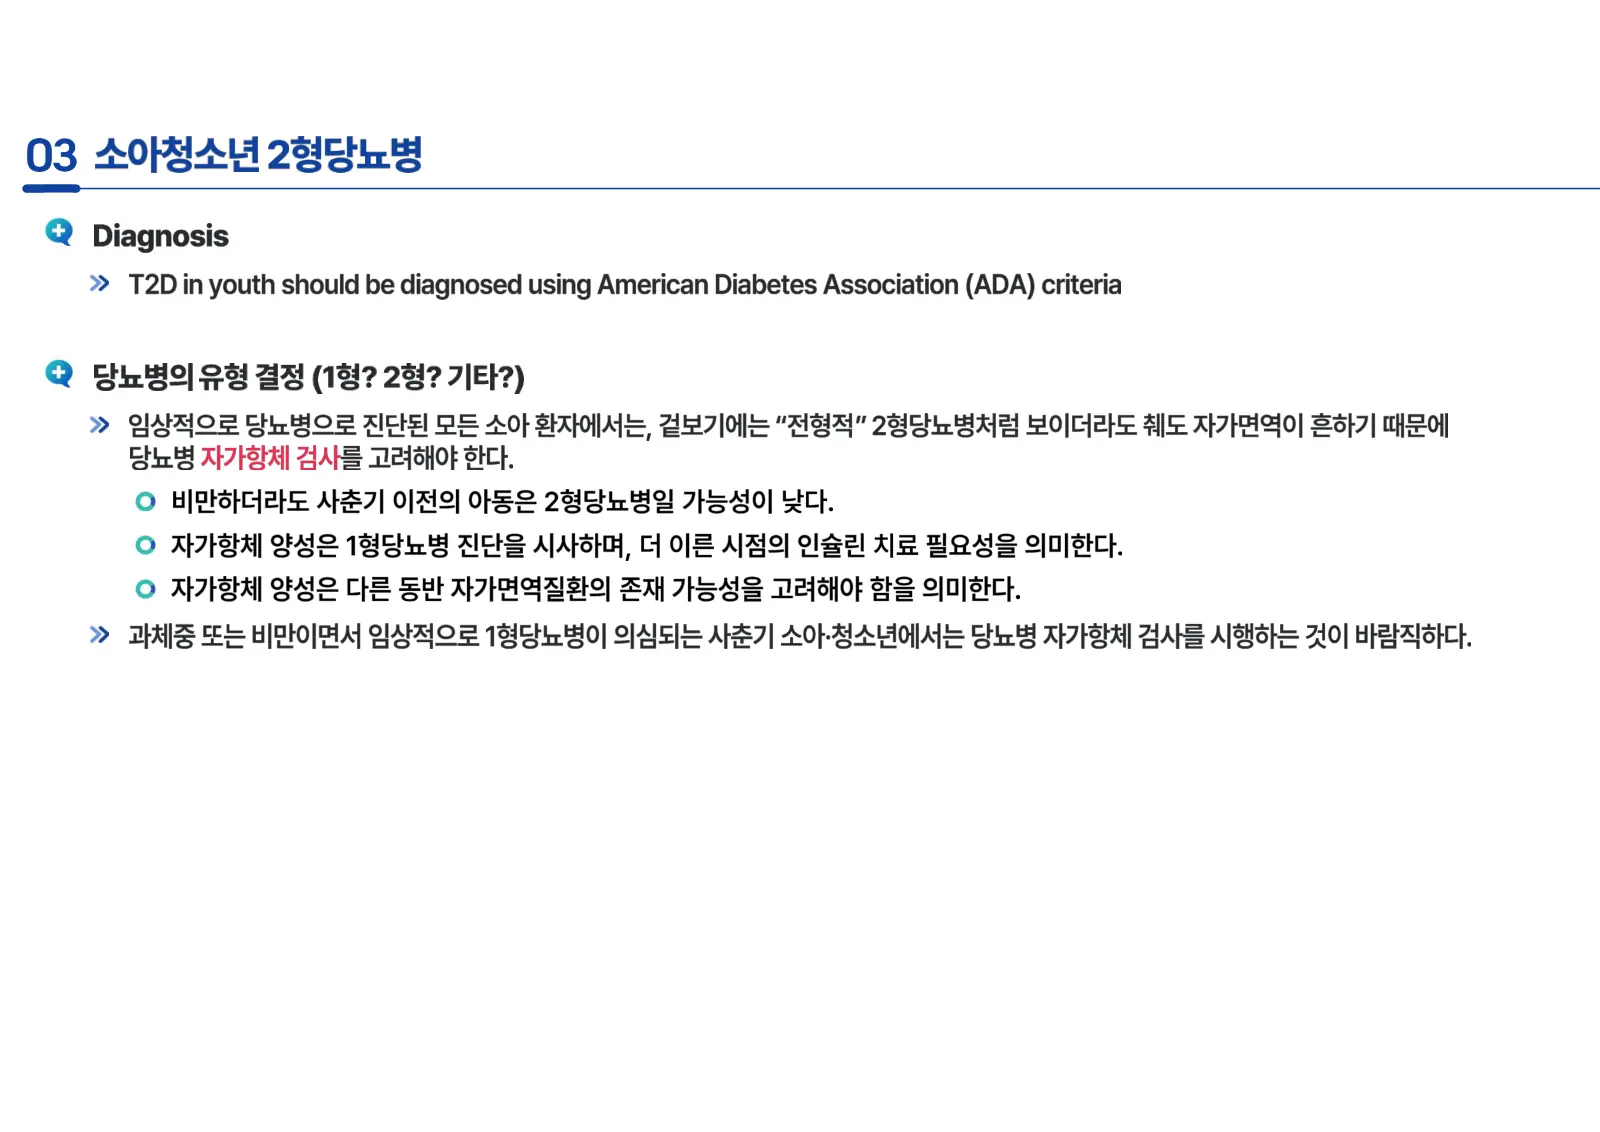 03 소아청소년 2형당뇨병
Diagnosis
T2D in youth should be diagnosed using American Diabetes Association (ADA) criteria
당뇨병의 유형 결정 (1형? 2형? 기타?)
임상적으로 당뇨병으로 진단된 모든 소아 환자에서는, 겉보기에는 “전형적” 2형당뇨병처럼 보이더라도 췌도 자가면역이 흔하기 때문에
당뇨병 자가항체 검사를 고려해야 한다.
비만하더라도 사춘기 이전의 아동은 2형당뇨병일 가능성이 낮다.
자가항체 양성은 1형당뇨병 진단을 시사하며, 더 이른 시점의 인슐린 치료 필요성을 의미한다.
자가항체 양성은 다른 동반 자가면역질환의 존재 가능성을 고려해야 함을 의미한다.
과체중 또는 비만이면서 임상적으로 1형당뇨병이 의심되는 사춘기 소아·청소년에서는 당뇨병 자가항체 검사를 시행하는 것이 바람직하다.